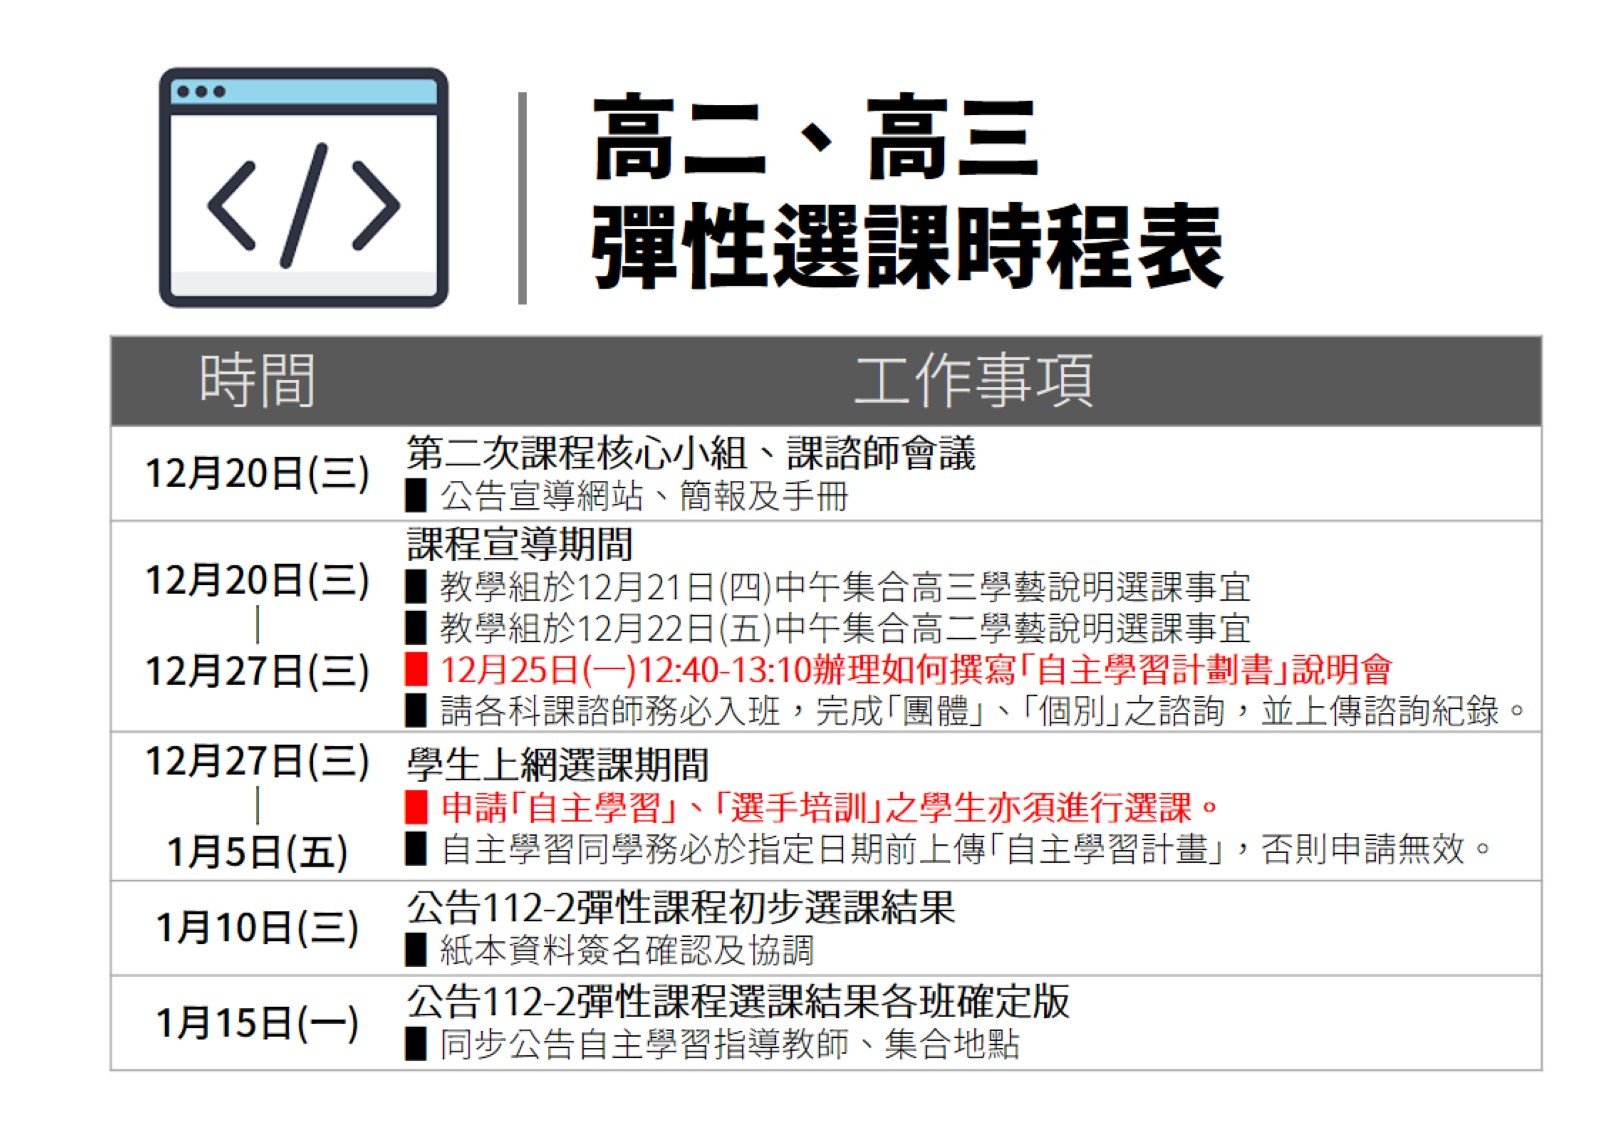 </>
高二、高三
彈性選課時程表
時間 工作事項
12月20日(三)
第二次課程核心小組、課諮師會議
█ 公告宣導網站、簡報及手冊
12月20日(三)
|
12月27日(三)
課程宣導期間
█ 教學組於12月21日(四)中午集合高三學藝說明選課事宜
█ 教學組於12月22日(五)中午集合高二學藝說明選課事宜
█ 12月25日(一)12:40-13:10辦理如何撰寫「自主學習計劃書」說明會
█ 請各科課諮師務必入班，完成「團體」、「個別」之諮詢，並上傳諮詢紀錄。
12月27日(三)
|
1月5日(五)
學生上網選課期間
█ 申請「自主學習」、「選手培訓」之學生亦須進行選課。
█ 自主學習同學務必於指定日期前上傳「自主學習計畫」，否則申請無效。
1月10日(三)
公告112-2彈性課程初步選課結果
█ 紙本資料簽名確認及協調
1月15日(一)
公告112-2彈性課程選課結果各班確定版
█ 同步公告自主學習指導教師、集合地點